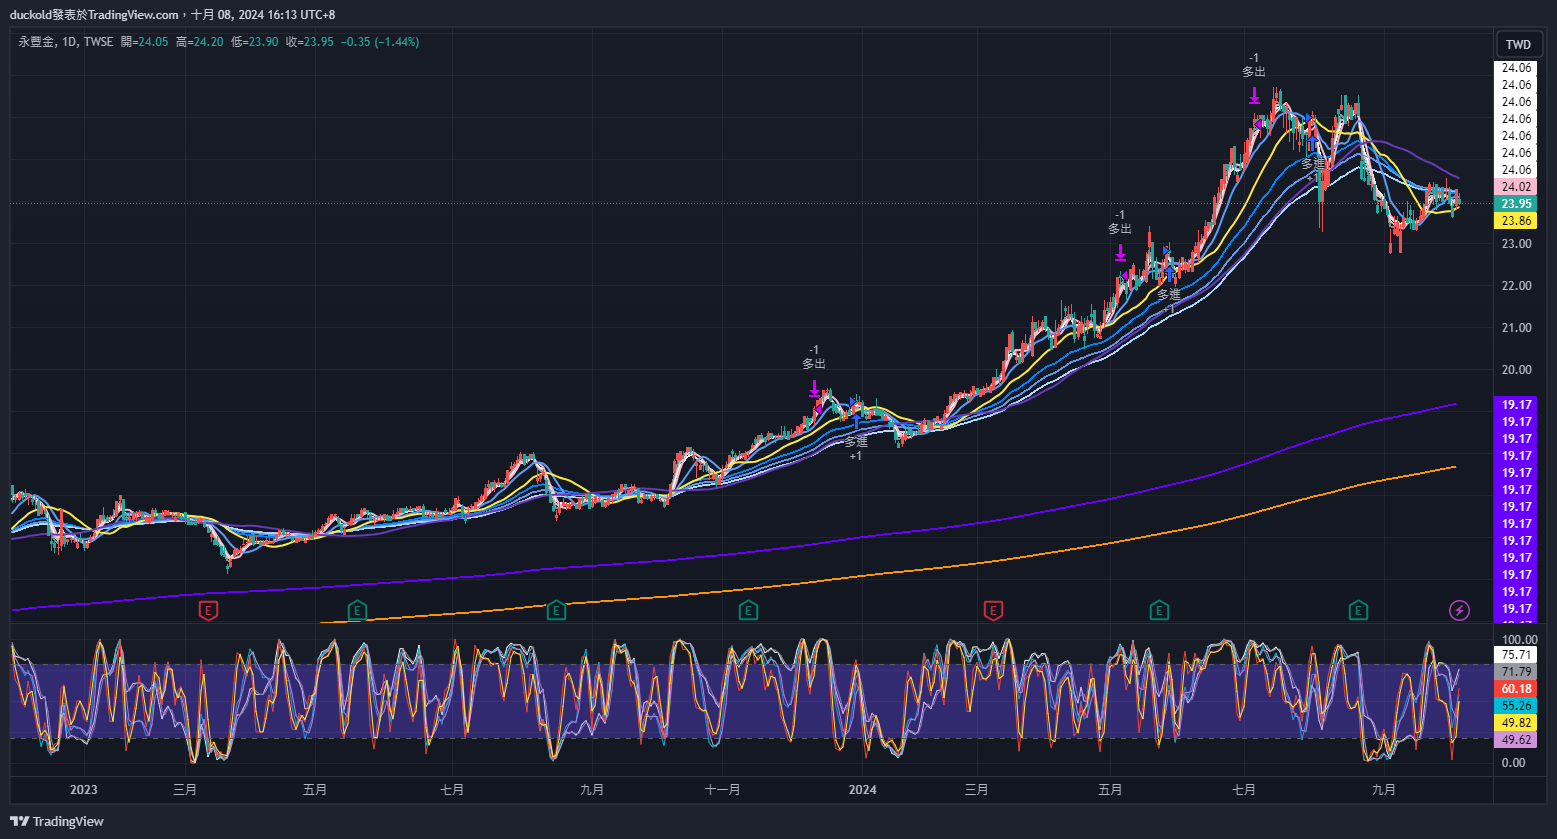 duckold發表於TradingView.com，十月 08, 2024 16:13 UTC+8
永豐金, 1D, TWSE 開=24.05 高=24.20 低=23.90 收=23.95 −0.35 (−1.44%)
TWD
24.06
24.06
24.06
24.06
24.06
24.06
24.06
24.02
23.95
23.86
23.00
22.00
21.00
20.00
19.17
19.17
19.17
19.17
19.17
19.17
19.17
19.17
19.17
19.17
19.17
19.17
19.17
-1
多出
多進
+1
-1
多出
多進
+1
-1
多出
多進
+1
E
E
E
E
E
E
E
100.00
75.71
71.79
60.18
55.26
49.82
49.62
0.00
2023 三月 五月 七月 九月 十一月 2024 三月 五月 七月 九月
TradingView